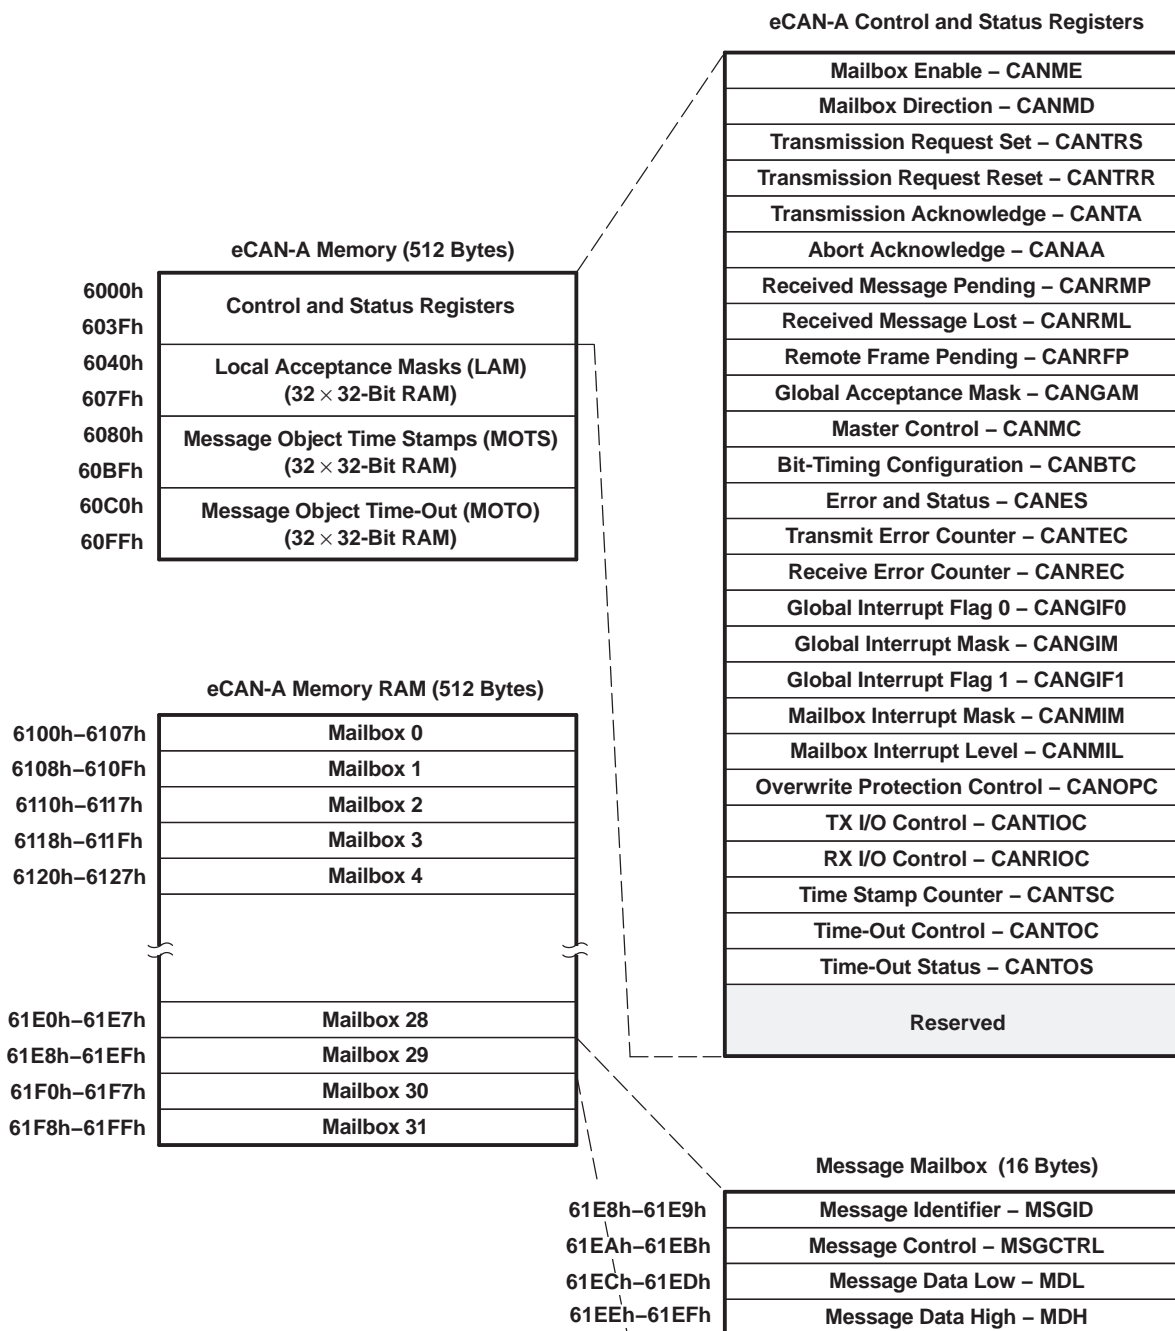 eCAN-A Control and Status Registers
Mailbox Enable – CANME
Mailbox Direction – CANMD
Transmission Request Set – CANTRS
Transmission Request Reset – CANTRR
Transmission Acknowledge – CANTA
Abort Acknowledge – CANAA
Received Message Pending – CANRMP
Received Message Lost – CANRML
Remote Frame Pending – CANRFP
Global Acceptance Mask – CANGAM
Master Control – CANMC
Bit-Timing Configuration – CANBTC
Error and Status – CANES
Transmit Error Counter – CANTEC
Receive Error Counter – CANREC
Global Interrupt Flag 0 – CANGIF0
Global Interrupt Mask – CANGIM
Global Interrupt Flag 1 – CANGIF1
Mailbox Interrupt Mask – CANMIM
Mailbox Interrupt Level – CANMIL
Overwrite Protection Control – CANOPC
TX I/O Control – CANTIOC
RX I/O Control – CANRIOC
Time Stamp Counter – CANTSC
Time-Out Control – CANTOC
Time-Out Status – CANTOS
Reserved
eCAN-A Memory (512 Bytes)
6000h
Control and Status Registers
603Fh
6040h
Local Acceptance Masks (LAM)
(32 × 32-Bit RAM)
607Fh
6080h
Message Object Time Stamps (MOTS)
(32 × 32-Bit RAM)
60BFh
60C0h
Message Object Time-Out (MOTO)
(32 × 32-Bit RAM)
60FFh
eCAN-A Memory RAM (512 Bytes)
6100h–6107h Mailbox 0
6108h–610Fh Mailbox 1
6110h–6117h Mailbox 2
6118h–611Fh Mailbox 3
6120h–6127h Mailbox 4
61E0h–61E7h Mailbox 28
61E8h–61EFh Mailbox 29
61F0h–61F7h Mailbox 30
61F8h–61FFh Mailbox 31
Message Mailbox (16 Bytes)
61E8h–61E9h Message Identifier – MSGID
61EAh–61EBh Message Control – MSGCTRL
61ECh–61EDh Message Data Low – MDL
61EEh–61EFh Message Data High – MDH